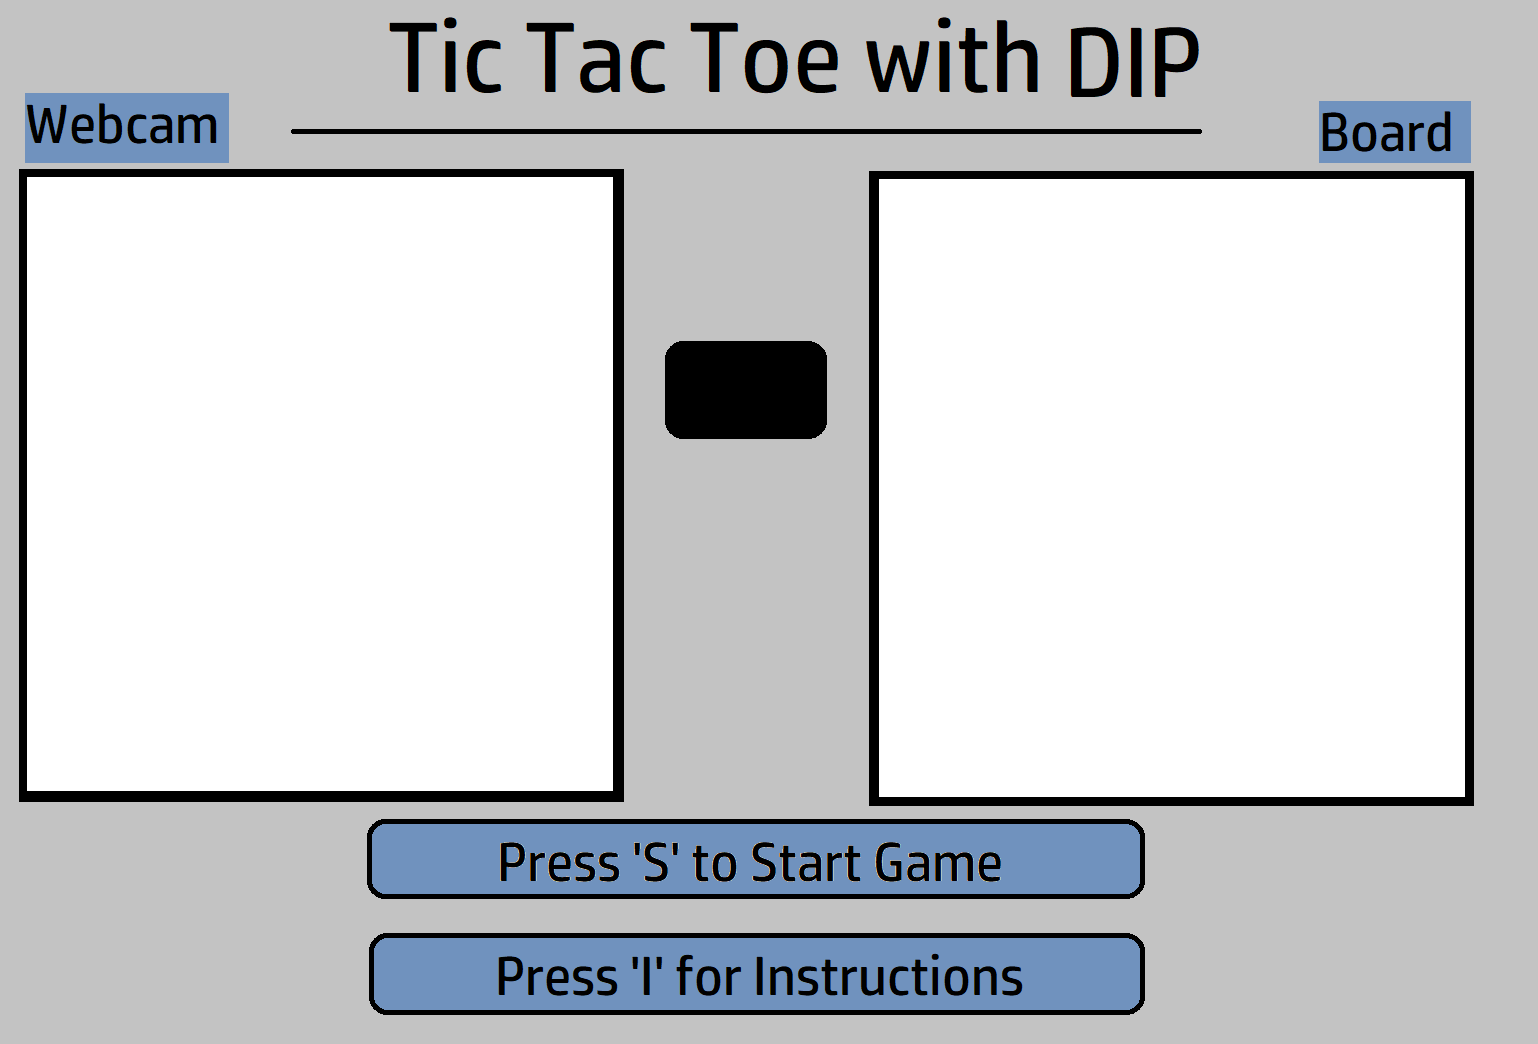 Tic Tac Toe with DIP
Webcam
Board
Press 'S' to Start Game
Press 'I' for Instructions